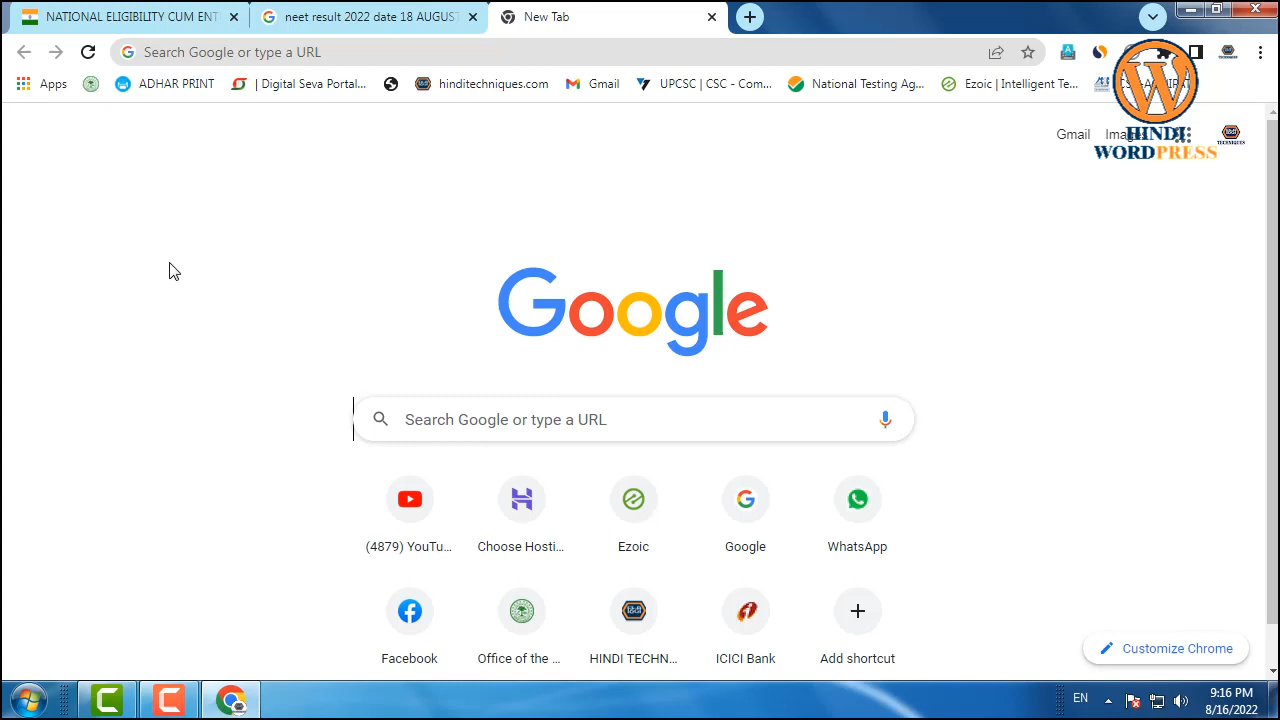 NATIONAL ELIGIBILITY CUM ENT
neet result 2022 date 18 AUGUST
New Tab
Search Google or type a URL
Apps
ADHAR PRINT
| Digital Seva Portal...
hinditechniques.com
Gmail
UPCSC | CSC - Com...
National Testing Ag...
Ezoic | Intelligent Te...
Gmail
Images
HINDI
WORDPRESS
TECHNIQUES
Google
Search Google or type a URL
(4879) YouTu...
Choose Hosti...
Ezoic
Google
WhatsApp
Facebook
Office of the ...
HINDI TECHN...
ICICI Bank
Add shortcut
Customize Chrome
EN
9:16 PM
8/16/2022